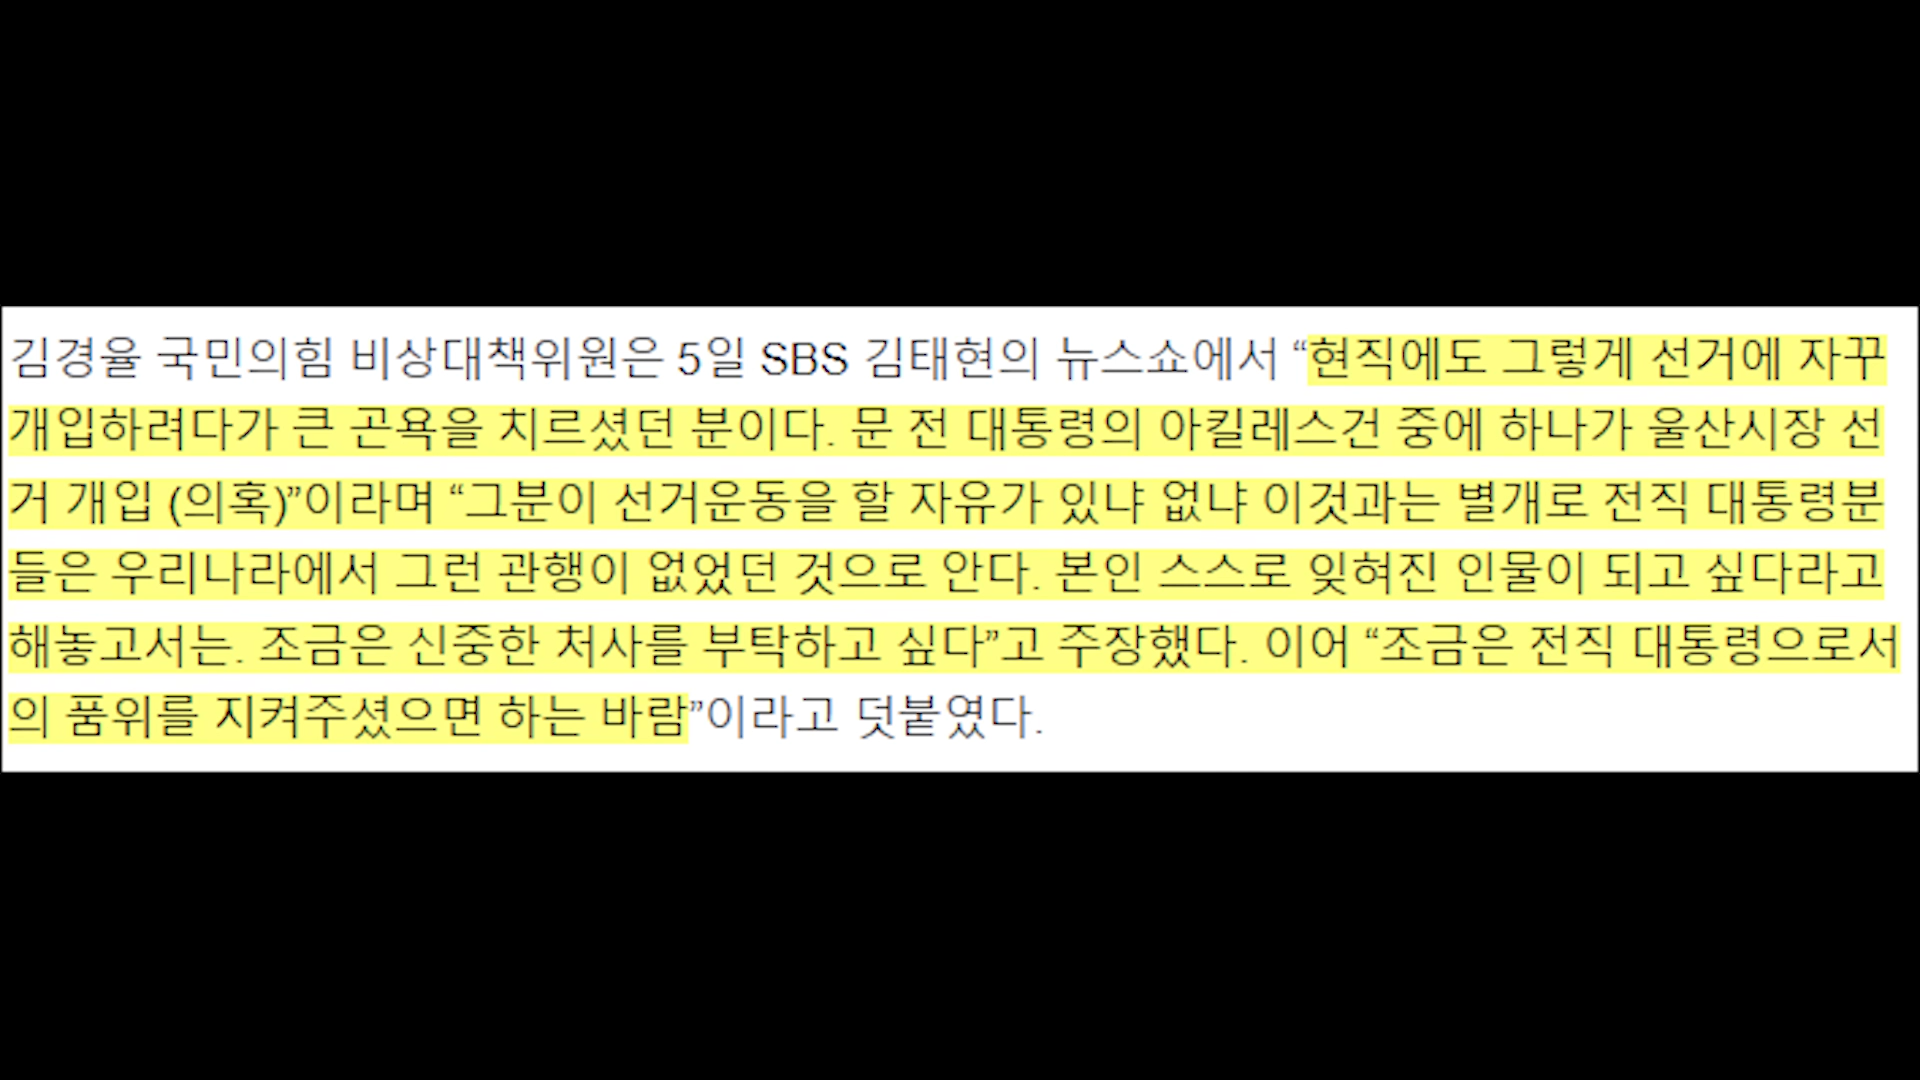 김경율 국민의힘 비상대책위원은 5일 SBS 김태현의 뉴스쇼에서 “현직에도 그렇게 선거에 자꾸
개입하려다가 큰 곤욕을 치르셨던 분이다. 문 전 대통령의 아킬레스건 중에 하나가 울산시장 선
거 개입 (의혹)”이라며 “그분이 선거운동을 할 자유가 있냐 없냐 이것과는 별개로 전직 대통령분
들은 우리나라에서 그런 관행이 없었던 것으로 안다. 본인 스스로 잊혀진 인물이 되고 싶다라고
해놓고서는. 조금은 신중한 처사를 부탁하고 싶다”고 주장했다. 이어 “조금은 전직 대통령으로서
의 품위를 지켜주셨으면 하는 바람”이라고 덧붙였다.